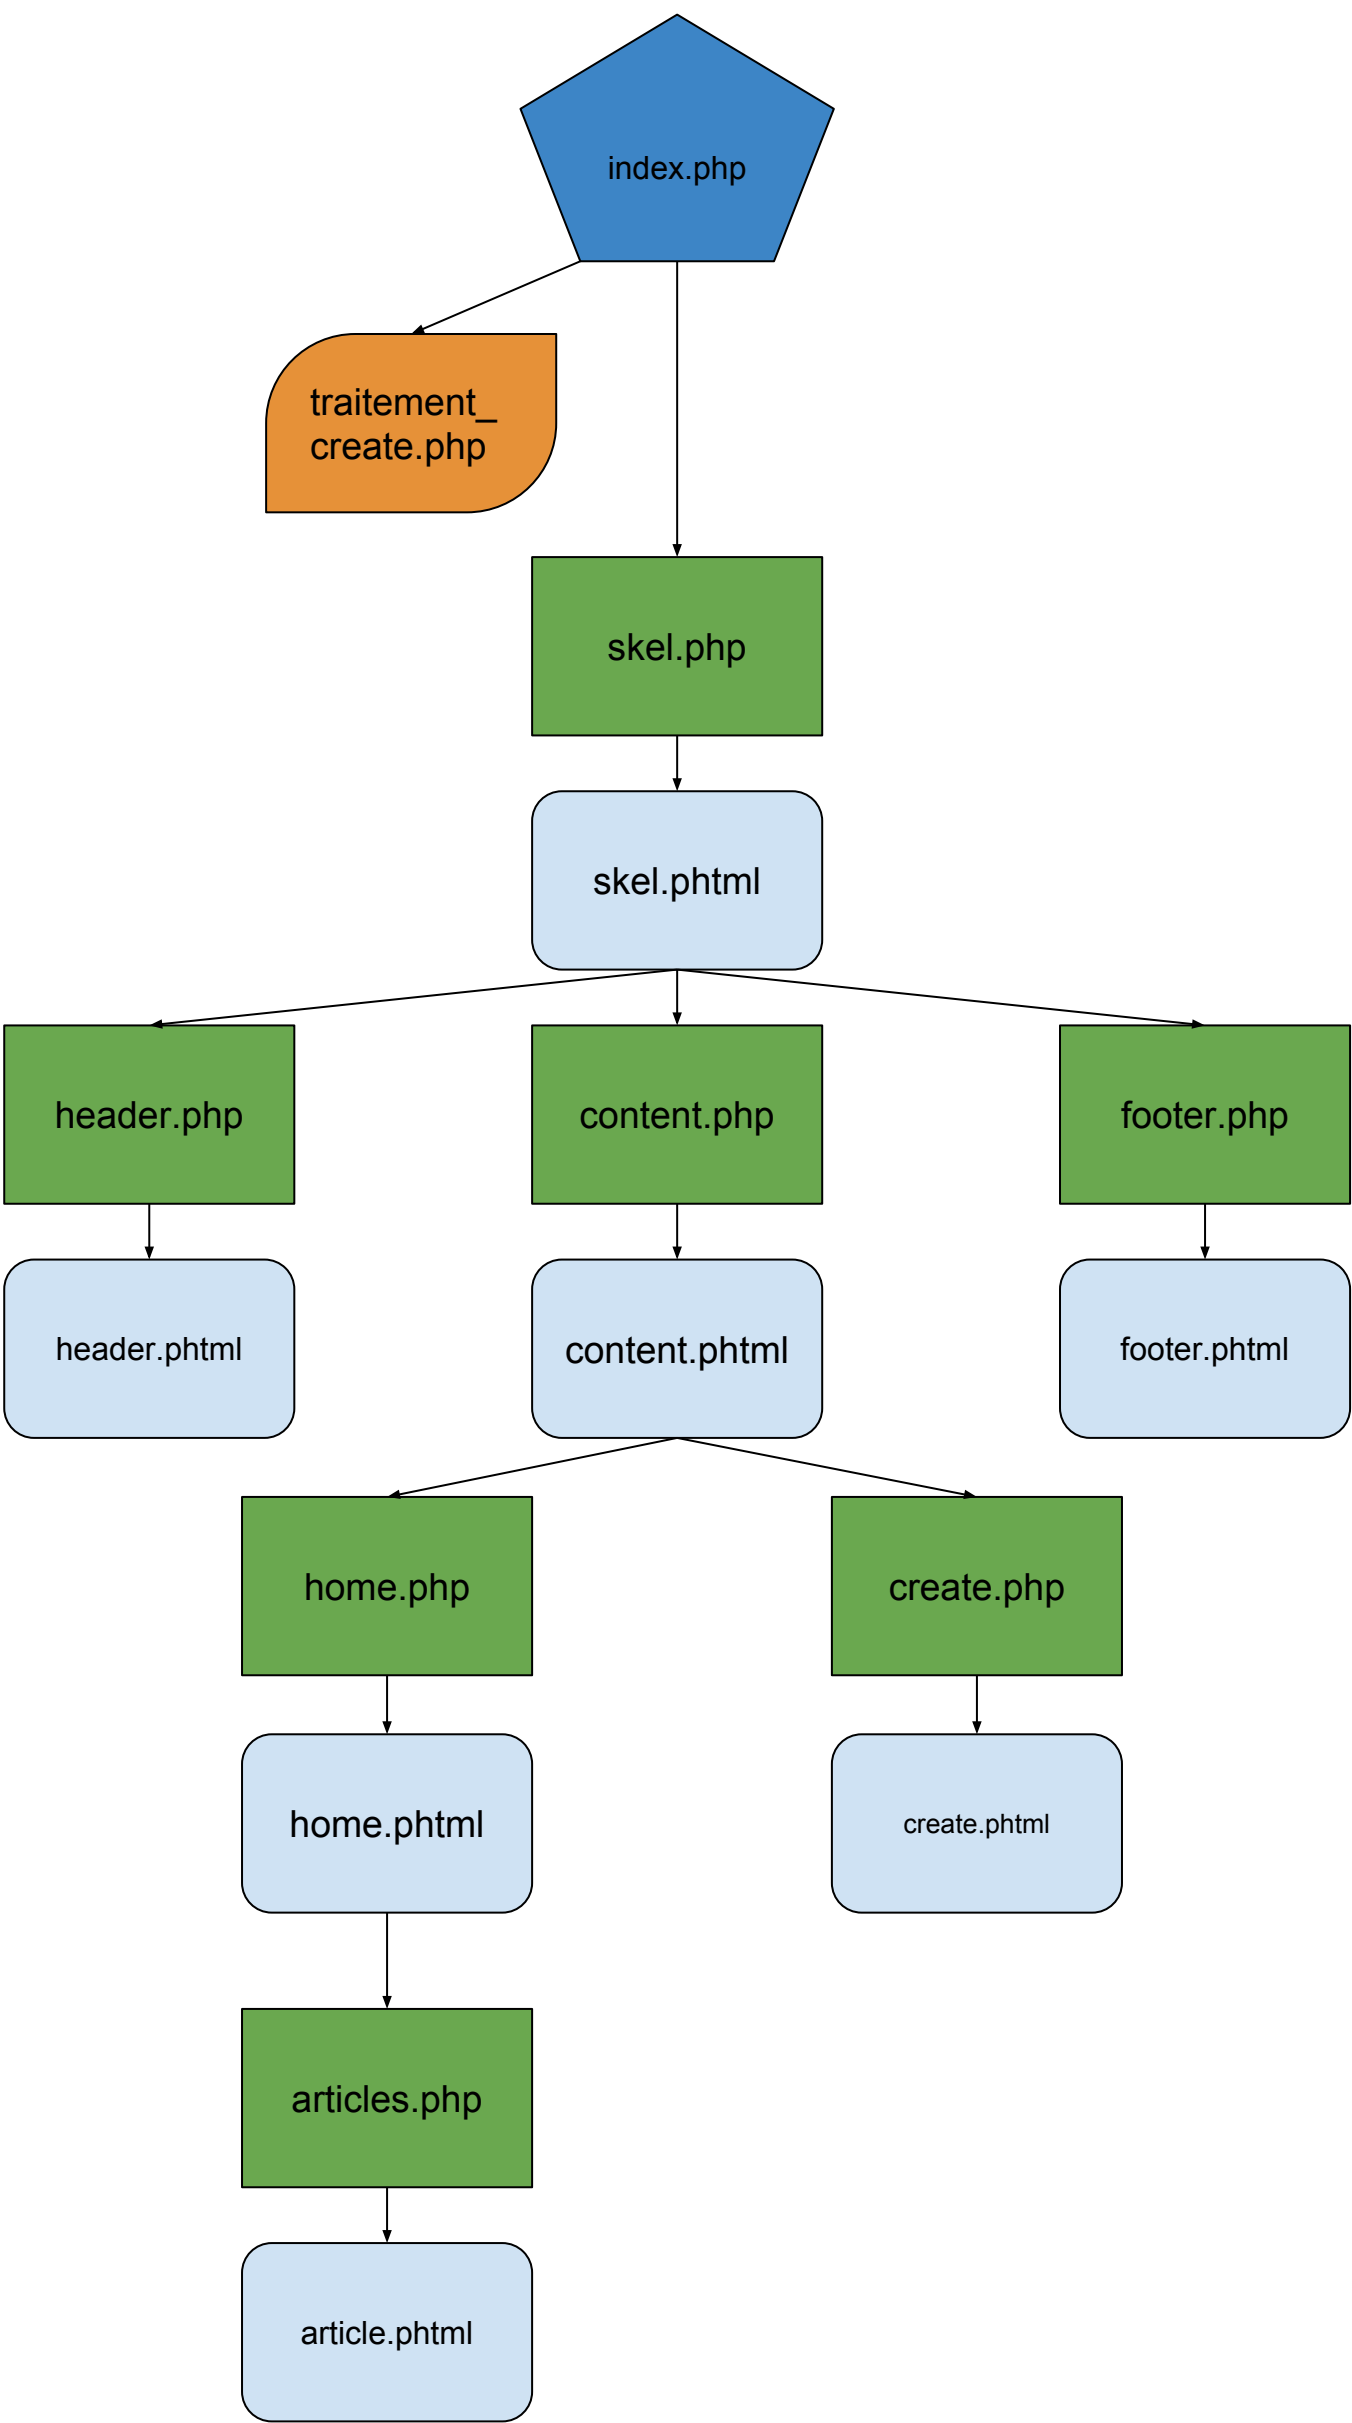 index.php
traitement_
create.php
skel.php
skel.phtml
header.php
content.php
footer.php
header.phtml
content.phtml
footer.phtml
home.php
create.php
home.phtml
create.phtml
articles.php
article.phtml